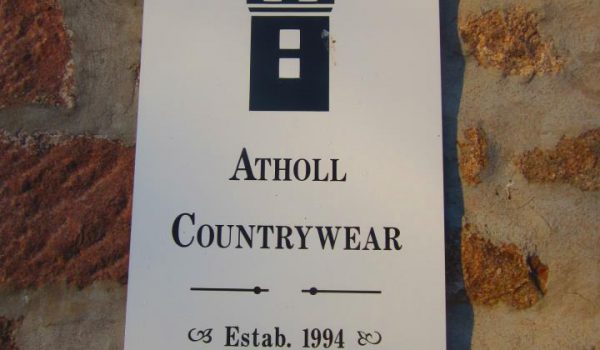 Atholl
Countrywear
Estab. 1994